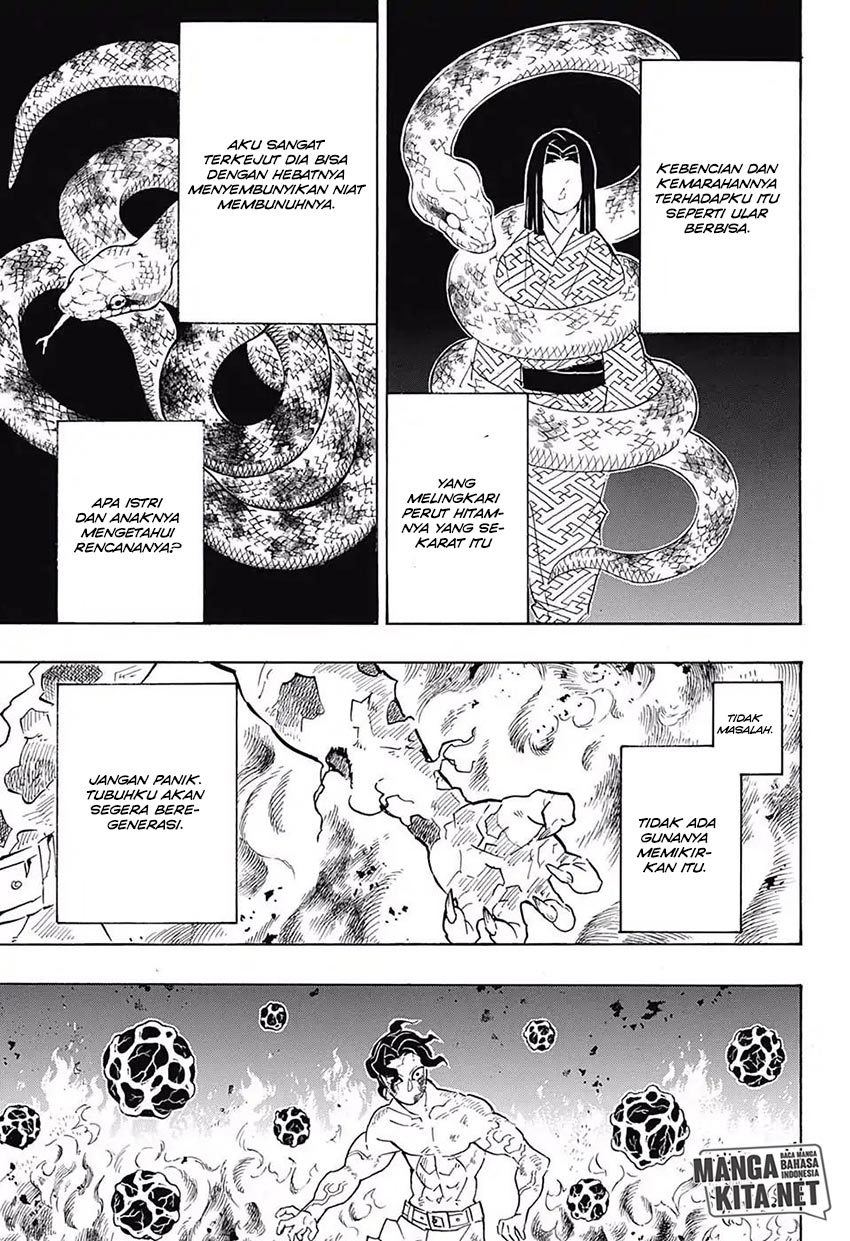 KEBENCIAN DAN
KEMARAHANNYA
TERHADAPKU ITU
SEPERTI ULAR
BERBISA.
YANG
MELINGKARI
PERUT HITAM-
NYA YANG SE-
KARAT ITU
AKU SANGAT
TERKEJUT DIA BISA
DENGAN HEBATNYA
MENYEMBUNYIKAN NIAT
MEMBUNUHNYA.
APA ISTRI
DAN ANAKNYA
MENGETAHUI
RENCANANYA?
TIDAK
MASALAH.
TIDAK ADA
GUNANYA
MEMIKIR-
KAN ITU.
JANGAN PANIK.
TUBUHKU AKAN
SEGERA BERE-
GENERASI.
MANGA
KITA.NET
BACA MANGA
BAHASA
INDONESIA